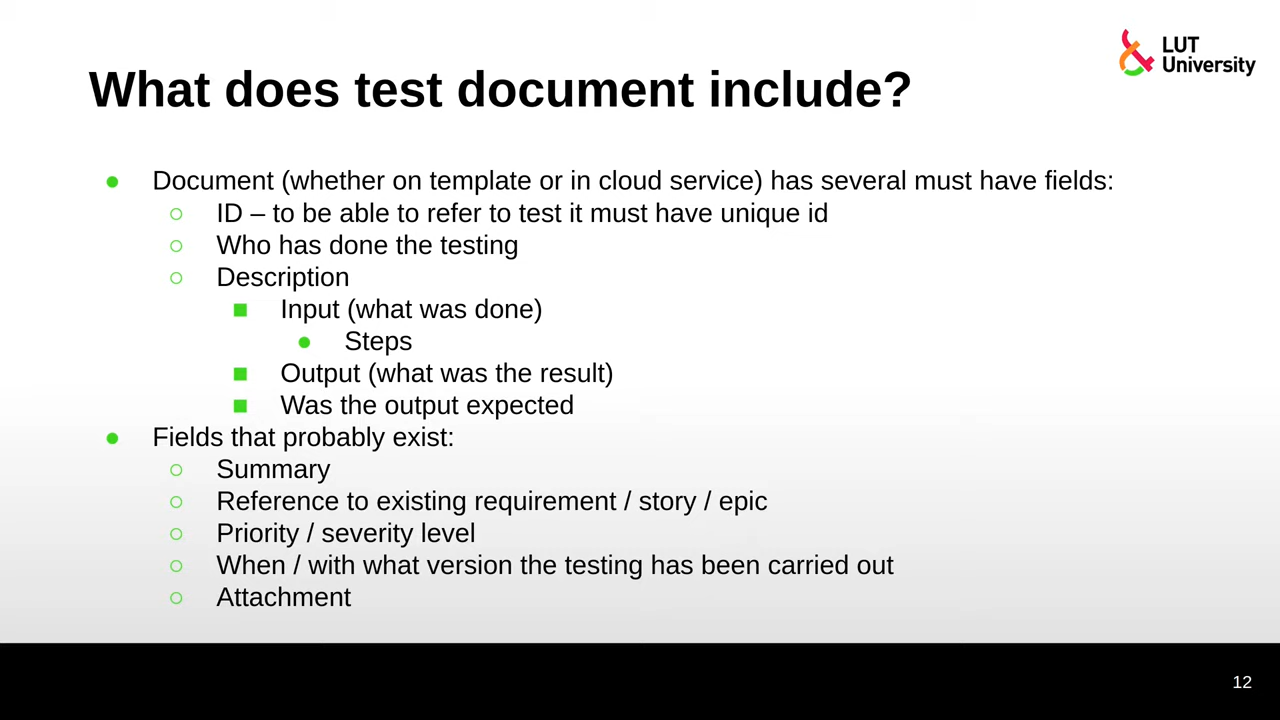 LUT
University
What does test document include?
Document (whether on template or in cloud service) has several must have fields:
ID – to be able to refer to test it must have unique id
Who has done the testing
Description
Input (what was done)
Steps
Output (what was the result)
Was the output expected
Fields that probably exist:
Summary
Reference to existing requirement / story / epic
Priority / severity level
When / with what version the testing has been carried out
Attachment
12